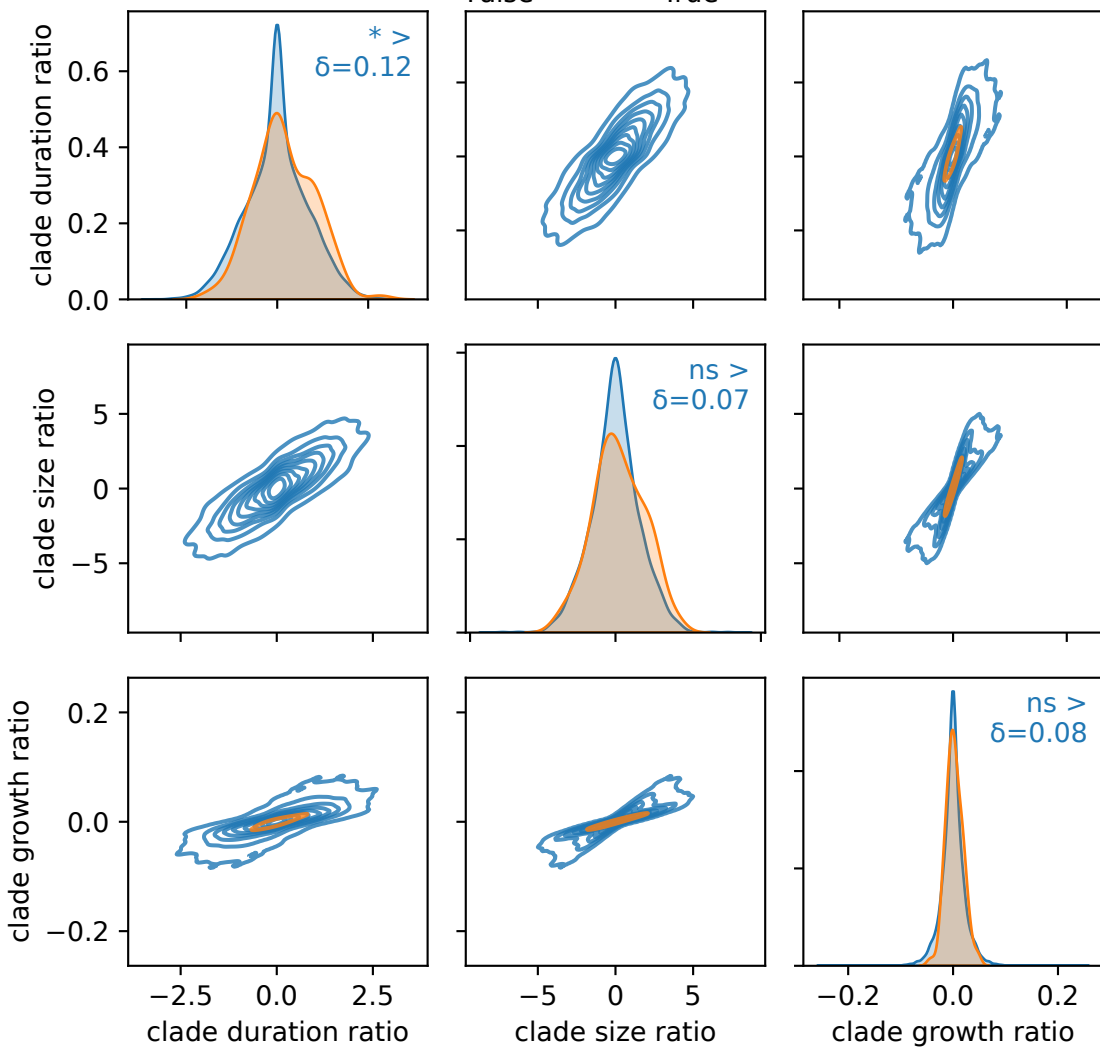 clade duration ratio
0.6
0.4
0.2
0.0
* >
δ=0.12
clade size ratio
5
0
−5
ns >
δ=0.07
clade growth ratio
0.2
0.0
−0.2
ns >
δ=0.08
−2.5 0.0 2.5
−5 0 5
−0.2 0.0 0.2
clade duration ratio
clade size ratio
clade growth ratio